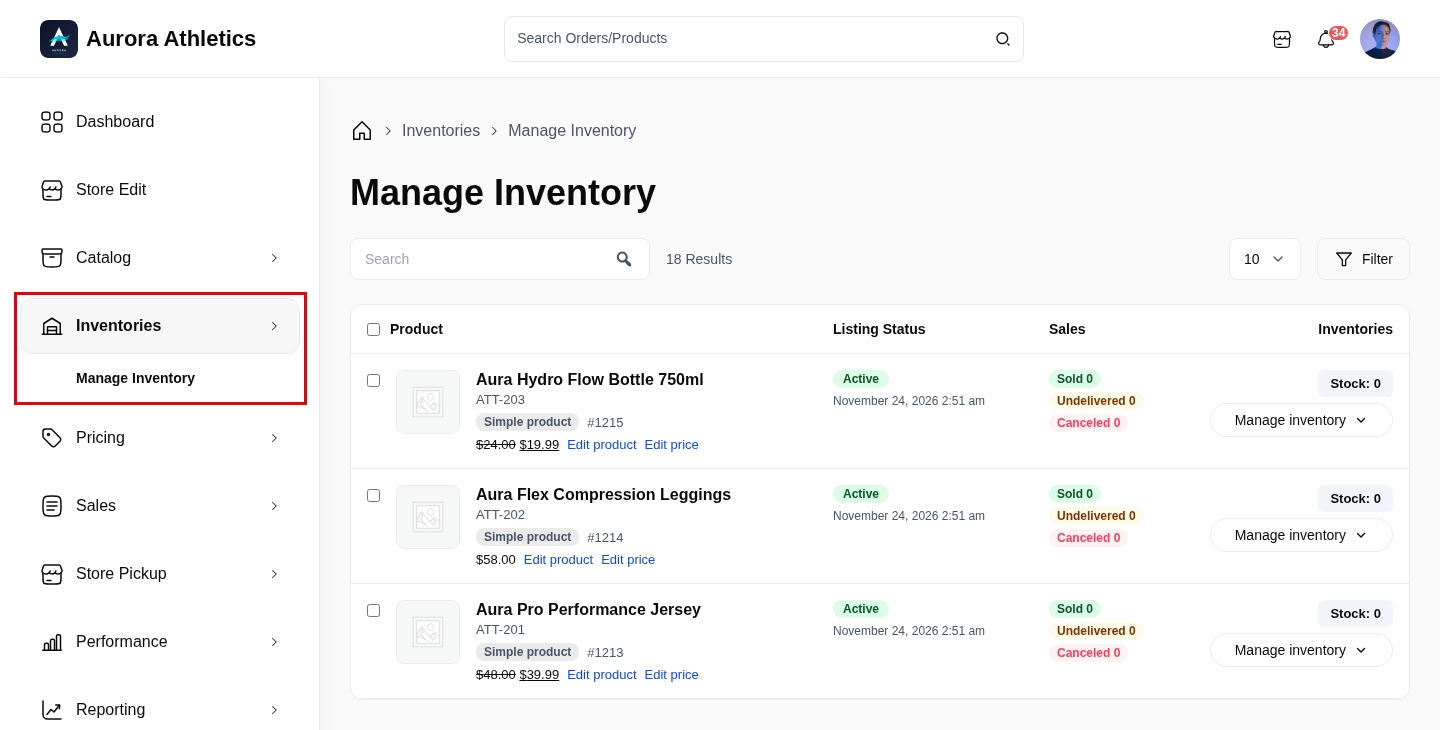 Aurora Athletics
Search Orders/Products
34
Dashboard
Store Edit
Catalog
Inventories
Manage Inventory
Pricing
Sales
Store Pickup
Performance
Reporting
Inventories
Manage Inventory
Manage Inventory
Search
18 Results
10
Filter
Product
Listing Status
Sales
Inventories
Aura Hydro Flow Bottle 750ml
ATT-203
Simple product #1215
$24.00 $19.99 Edit product Edit price
Active
November 24, 2026 2:51 am
Sold 0
Undelivered 0
Canceled 0
Stock: 0
Manage inventory
Aura Flex Compression Leggings
ATT-202
Simple product #1214
$58.00 Edit product Edit price
Active
November 24, 2026 2:51 am
Sold 0
Undelivered 0
Canceled 0
Stock: 0
Manage inventory
Aura Pro Performance Jersey
ATT-201
Simple product #1213
$48.00 $39.99 Edit product Edit price
Active
November 24, 2026 2:51 am
Sold 0
Undelivered 0
Canceled 0
Stock: 0
Manage inventory